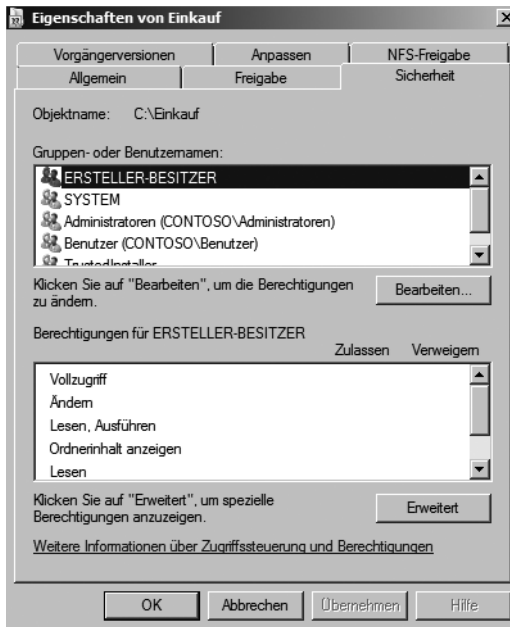 Eigenschaften von Einkauf
Vorgängerversionen Anpassen NFS-Freigabe
Allgemein Freigabe Sicherheit
Objektname: C:\Einkauf
Gruppen- oder Benutzernamen:
ERSTELLER-BESITZER
SYSTEM
Administratoren (CONTOSO\Administratoren)
Benutzer (CONTOSO\Benutzer)
TrustedInstaller
Klicken Sie auf "Bearbeiten", um die Berechtigungen
zu ändern.
Bearbeiten...
Berechtigungen für ERSTELLER-BESITZER
Zulassen Verweigern
Vollzugriff
Ändern
Lesen, Ausführen
Ordnerinhalt anzeigen
Lesen
Klicken Sie auf "Erweitert", um spezielle
Berechtigungen anzuzeigen.
Erweitert
Weitere Informationen über Zugriffssteuerung und Berechtigungen
OK Abbrechen Übernehmen Hilfe